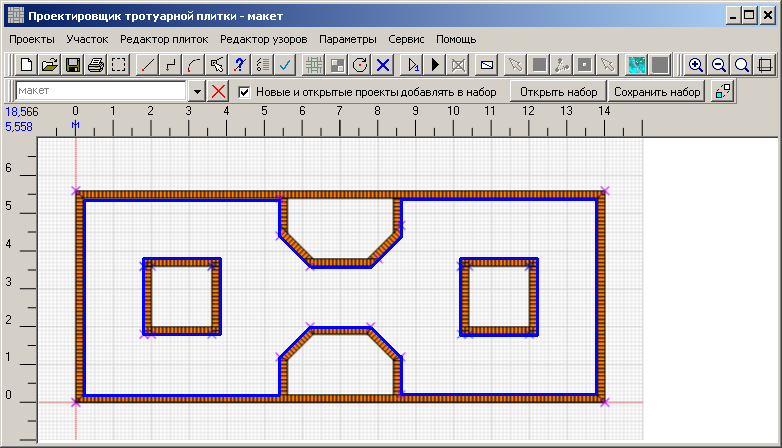 Проектировщик тротуарной плитки - макет
Проекты Участок Редактор плиток Редактор узоров Параметры Сервис Помощь
макет Новые и открытые проекты добавлять в набор Открыть набор Сохранить набор
18,566 0 1 2 3 4 5 6 7 8 9 10 11 12 13 14
5,558 м
6
5
4
3
2
1
0